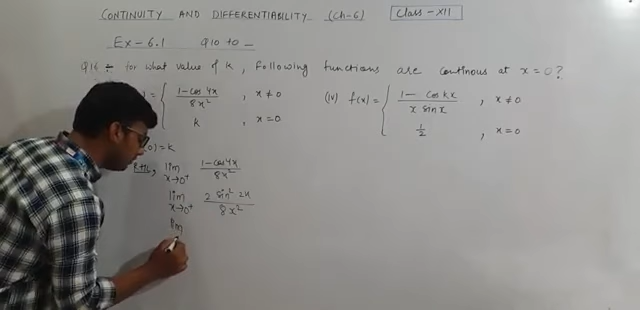 CONTINUITY AND DIFFERENTIABILITY (Ch-6) Class - XII
Ex - 6.1 Q10 to -
Q16 ÷ for what value of k, following functions are continous at x = 0?
= { 1 - cos 4x / 8x² , x ≠ 0
k , x = 0
(iv) f(x) = { 1 - cos kx / x sin x , x ≠ 0
1/2 , x = 0
0) = k
RHL, lim x→0⁺ 1 - cos 4x / 8x²
lim x→0⁺ 2 sin² 2x / 8x²
lim